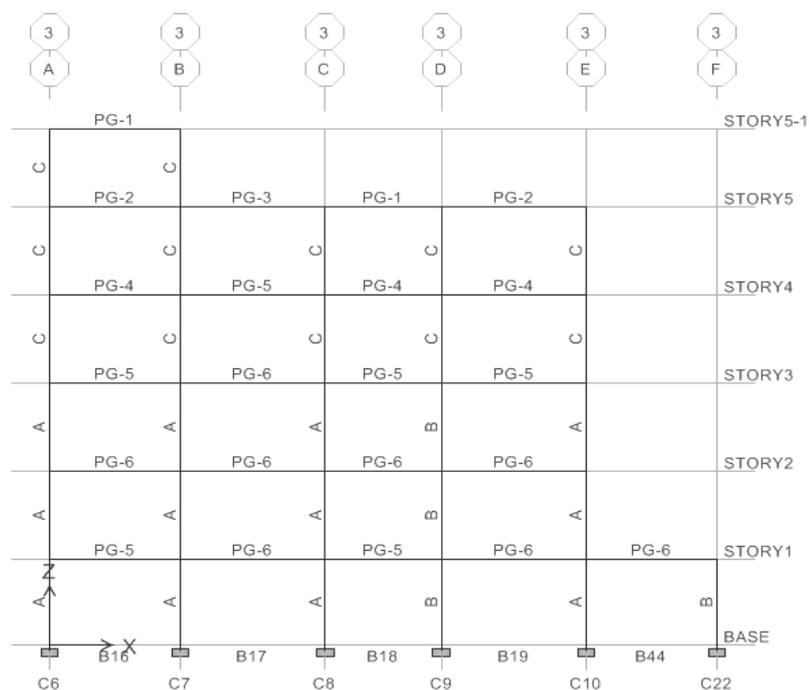 3 3 3 3 3 3
A B C D E F
PG-1 STORY5-1
C C
PG-2 PG-3 PG-1 PG-2 STORY5
C C C C C
PG-4 PG-5 PG-4 PG-4 STORY4
C C C C C
PG-5 PG-6 PG-5 PG-5 STORY3
A A A B A
PG-6 PG-6 PG-6 PG-6 STORY2
A A A B A
PG-5 PG-6 PG-5 PG-6 PG-6 STORY1
Z
A A A B A B
X BASE
B16 B17 B18 B19 B44
C6 C7 C8 C9 C10 C22